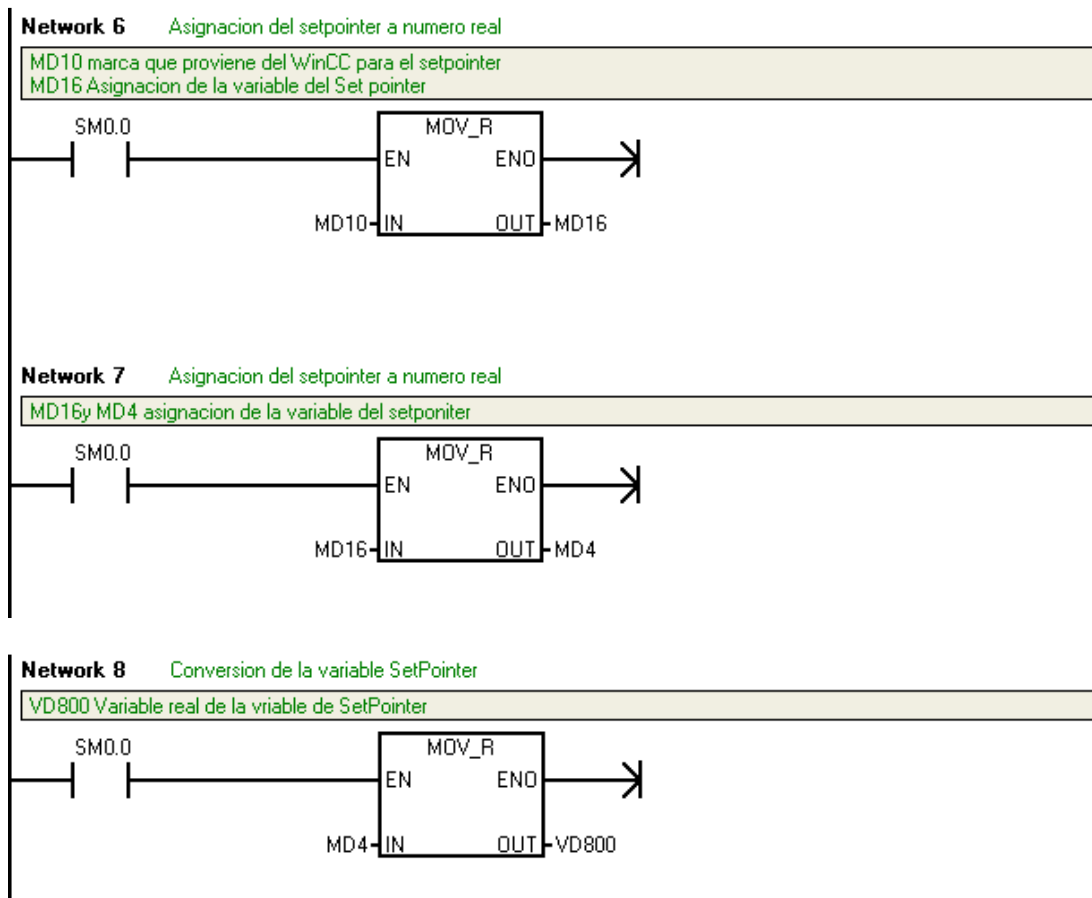 Network 6 Asignacion del setpointer a numero real
MD10 marca que proviene del WinCC para el setpointer
MD16 Asignacion de la variable del Set pointer
SM0.0
MOV_R
EN ENO
MD10 IN OUT MD16
Network 7 Asignacion del setpointer a numero real
MD16y MD4 asignacion de la variable del setponiter
SM0.0
MOV_R
EN ENO
MD16 IN OUT MD4
Network 8 Conversion de la variable SetPointer
VD800 Variable real de la vriable de SetPointer
SM0.0
MOV_R
EN ENO
MD4 IN OUT VD800